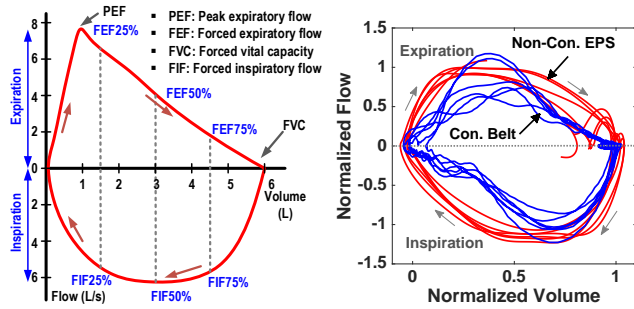 8
6
4
2
0
2
4
6
Expiration
Inspiration
PEF
FEF25%
▪ PEF: Peak expiratory flow
▪ FEF: Forced expiratory flow
▪ FVC: Forced vital capacity
▪ FIF: Forced inspiratory flow
FEF50%
FEF75%
FVC
1 2 3 4 5 6
Volume
(L)
FIF25%
FIF50%
FIF75%
Flow (L/s)
Normalized Flow
1.5
1
0.5
0
-0.5
-1
-1.5
Expiration
Non-Con. EPS
Con. Belt
Inspiration
0 0.5 1
Normalized Volume